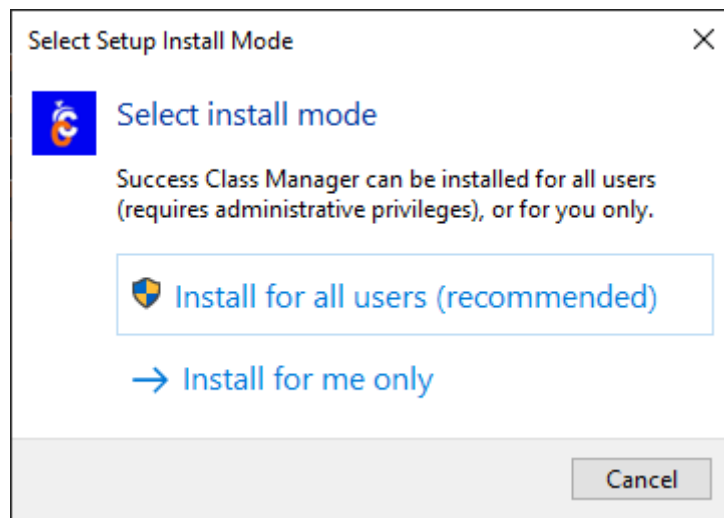 Select Setup Install Mode
Select install mode
Success Class Manager can be installed for all users
(requires administrative privileges), or for you only.
Install for all users (recommended)
Install for me only
Cancel